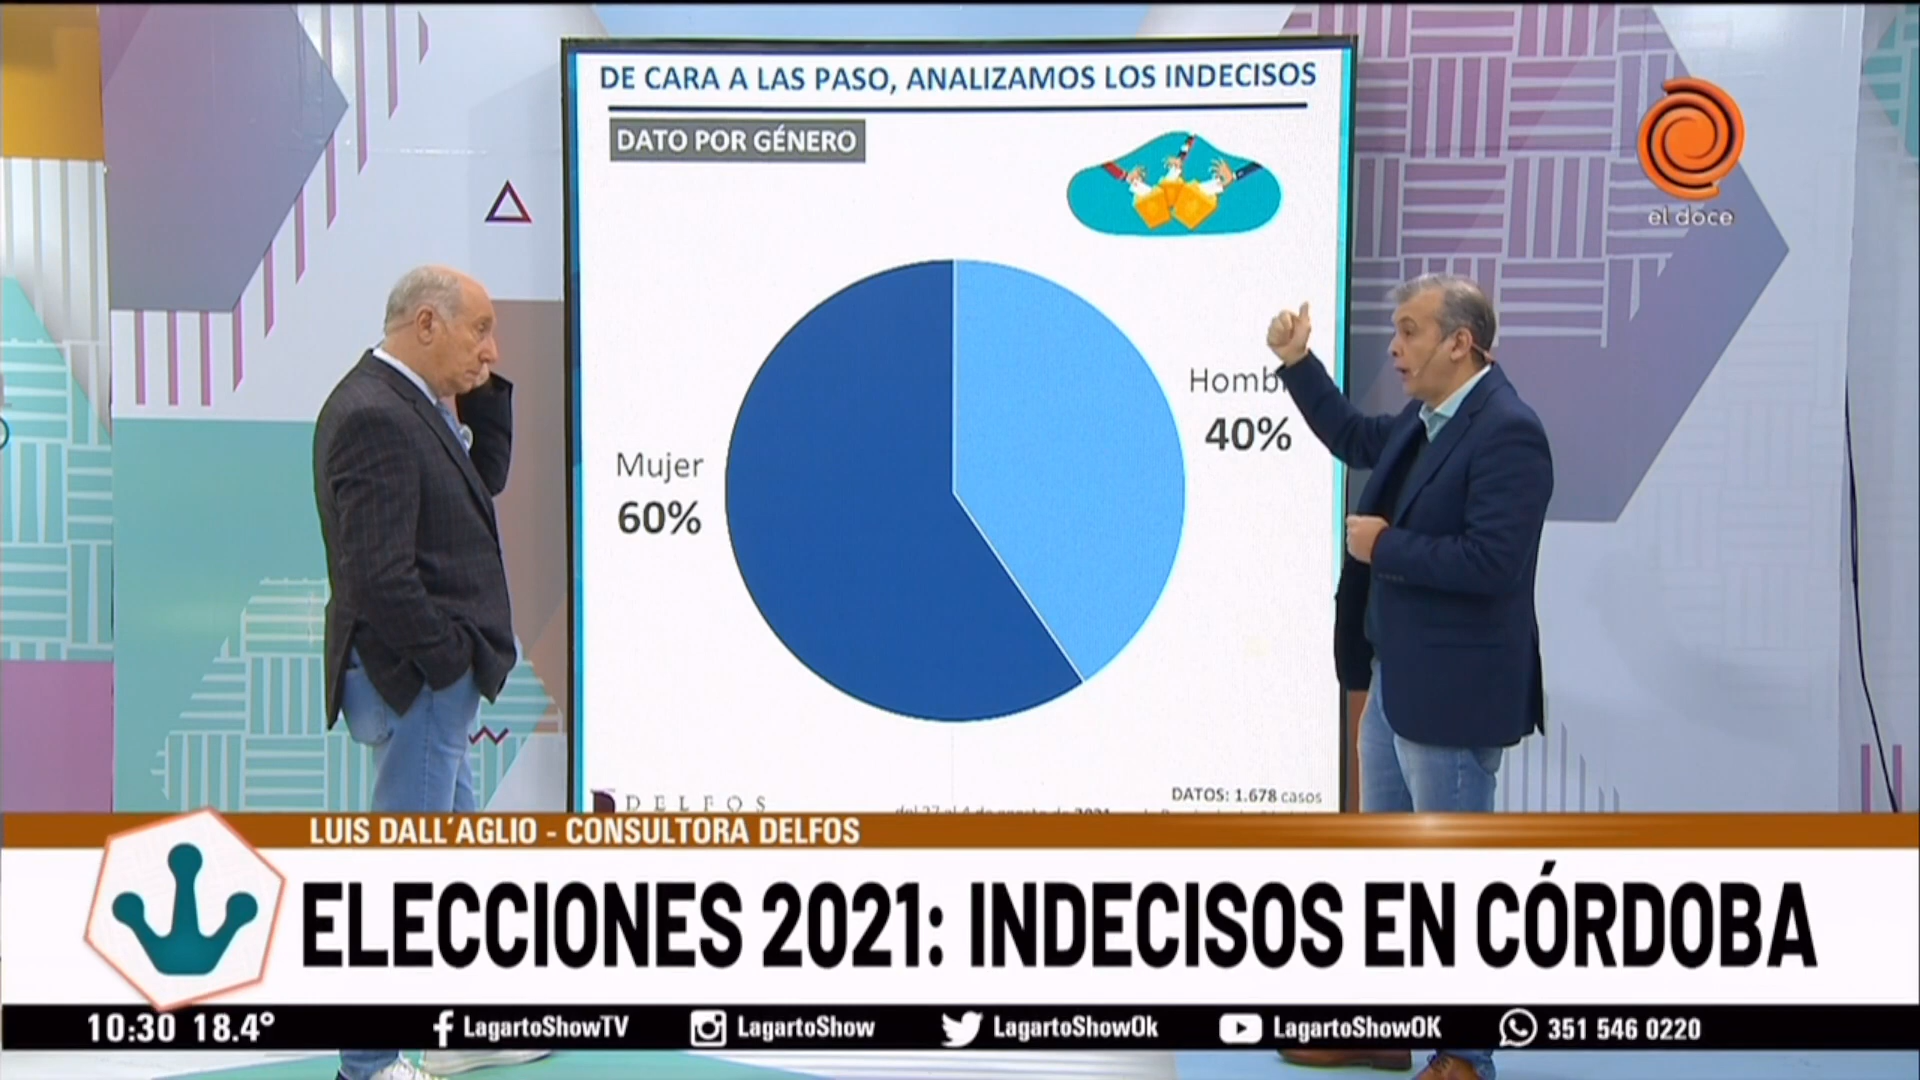 DE CARA A LAS PASO, ANALIZAMOS LOS INDECISOS
DATO POR GÉNERO
el doce
Mujer
60%
40%
DELFOS
DATOS: 1.678 casos
LUIS DALL´AGLIO - CONSULTORA DELFOS
ELECCIONES 2021: INDECISOS EN CÓRDOBA
10:30 18.4° LagartoShowTV LagartoShow LagartoShowOk LagartoShowOK 351 546 0220